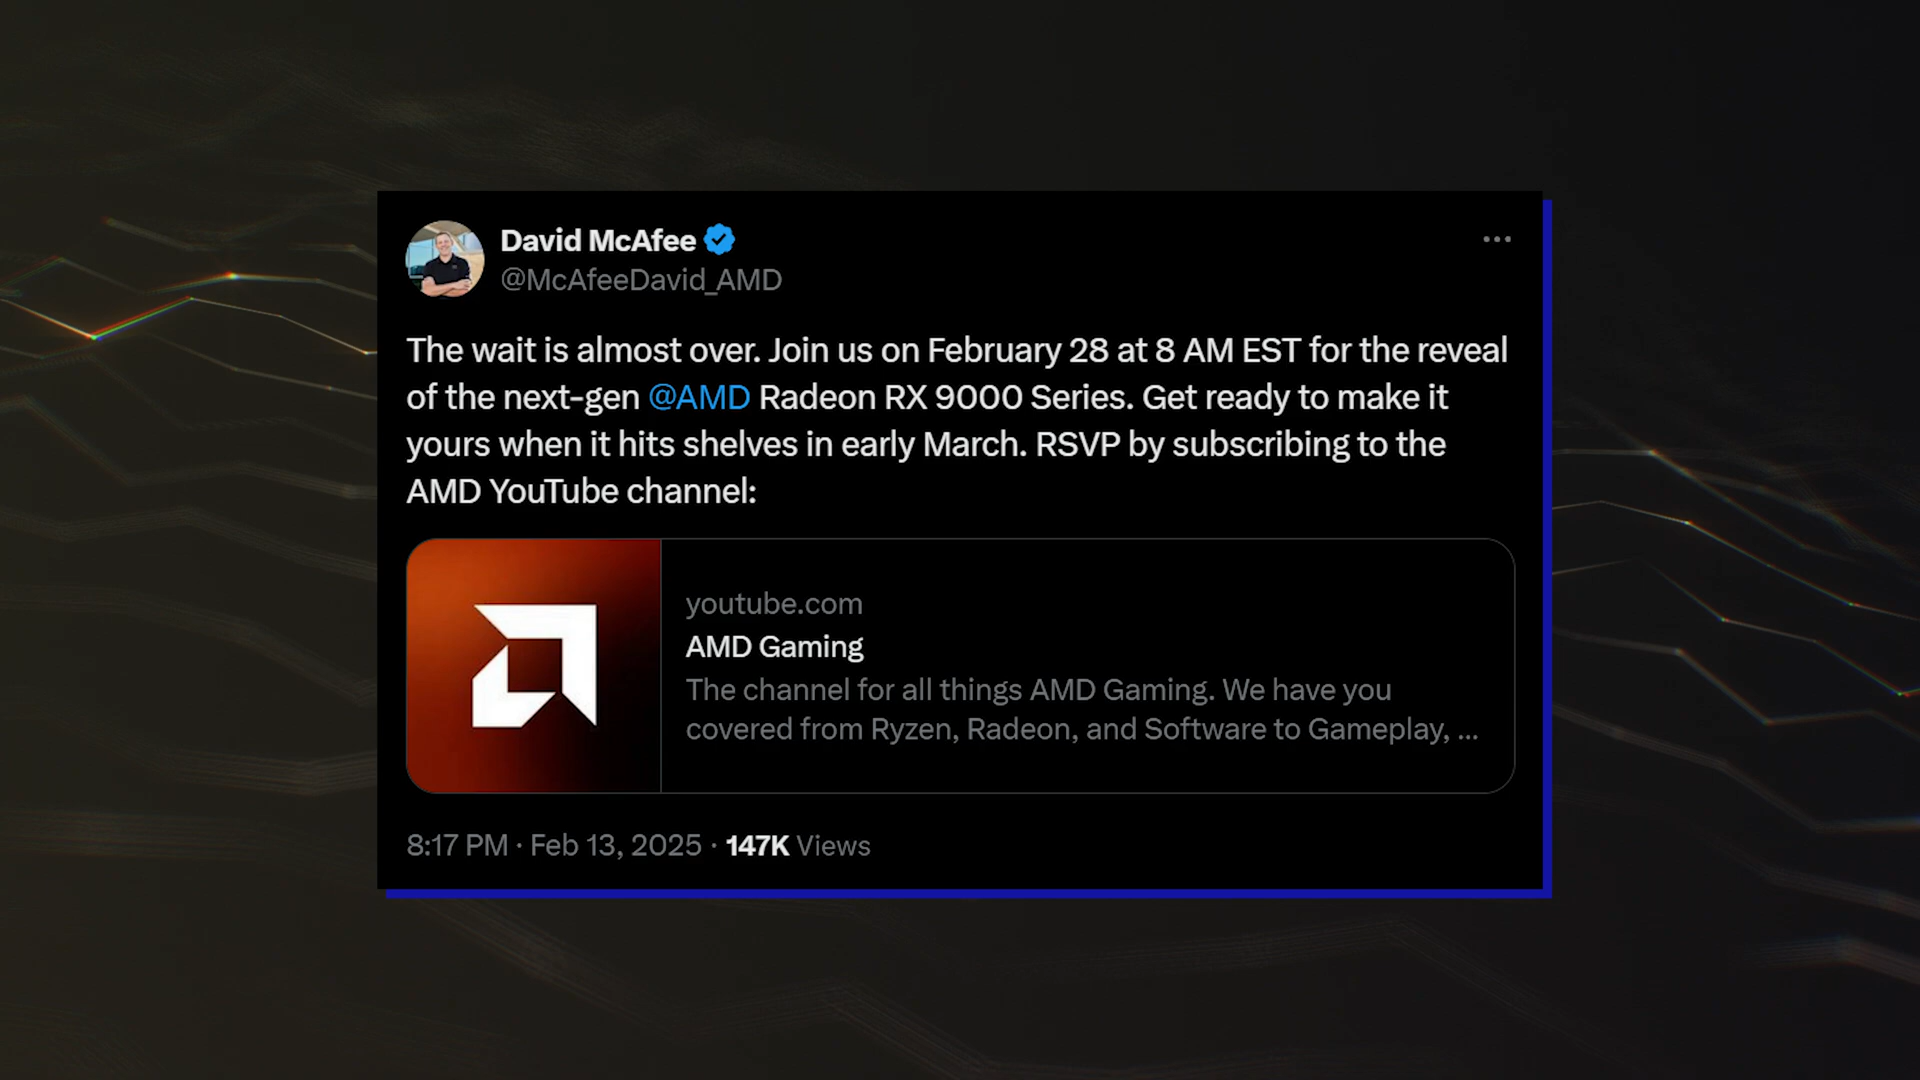 David McAfee
@McAfeeDavid_AMD
The wait is almost over. Join us on February 28 at 8 AM EST for the reveal
of the next-gen @AMD Radeon RX 9000 Series. Get ready to make it
yours when it hits shelves in early March. RSVP by subscribing to the
AMD YouTube channel:
youtube.com
AMD Gaming
The channel for all things AMD Gaming. We have you
covered from Ryzen, Radeon, and Software to Gameplay, ...
8:17 PM · Feb 13, 2025 · 147K Views